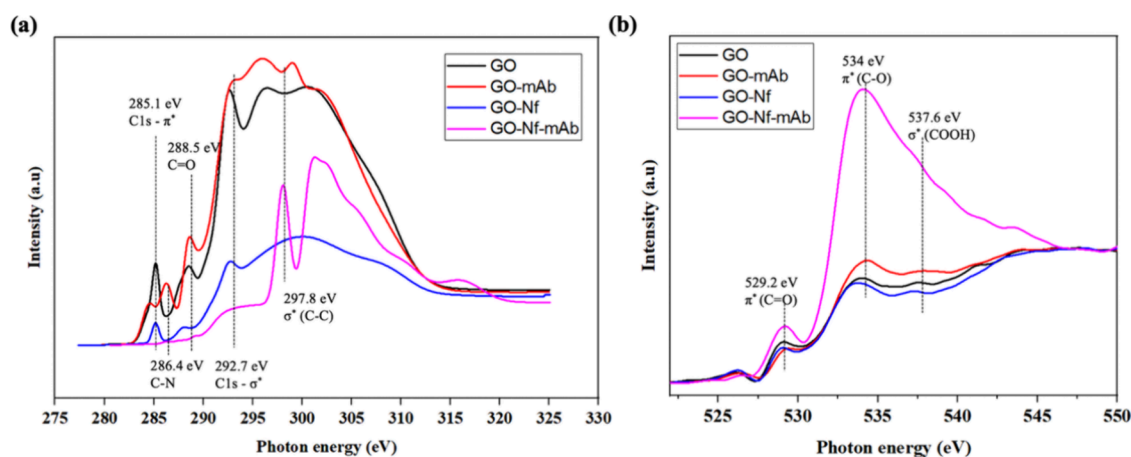 (a)
GO
GO-mAb
GO-Nf
GO-Nf-mAb
285.1 eV
C1s - π*
288.5 eV
C=O
297.8 eV
σ* (C-C)
286.4 eV
C-N
292.7 eV
C1s - σ*
Intensity (a.u)
275 280 285 290 295 300 305 310 315 320 325 330
Photon energy (eV)
(b)
GO
GO-mAb
GO-Nf
GO-Nf-mAb
534 eV
π* (C-O)
537.6 eV
σ* (COOH)
529.2 eV
π* (C=O)
Intensity (a.u)
525 530 535 540 545 550
Photon energy (eV)